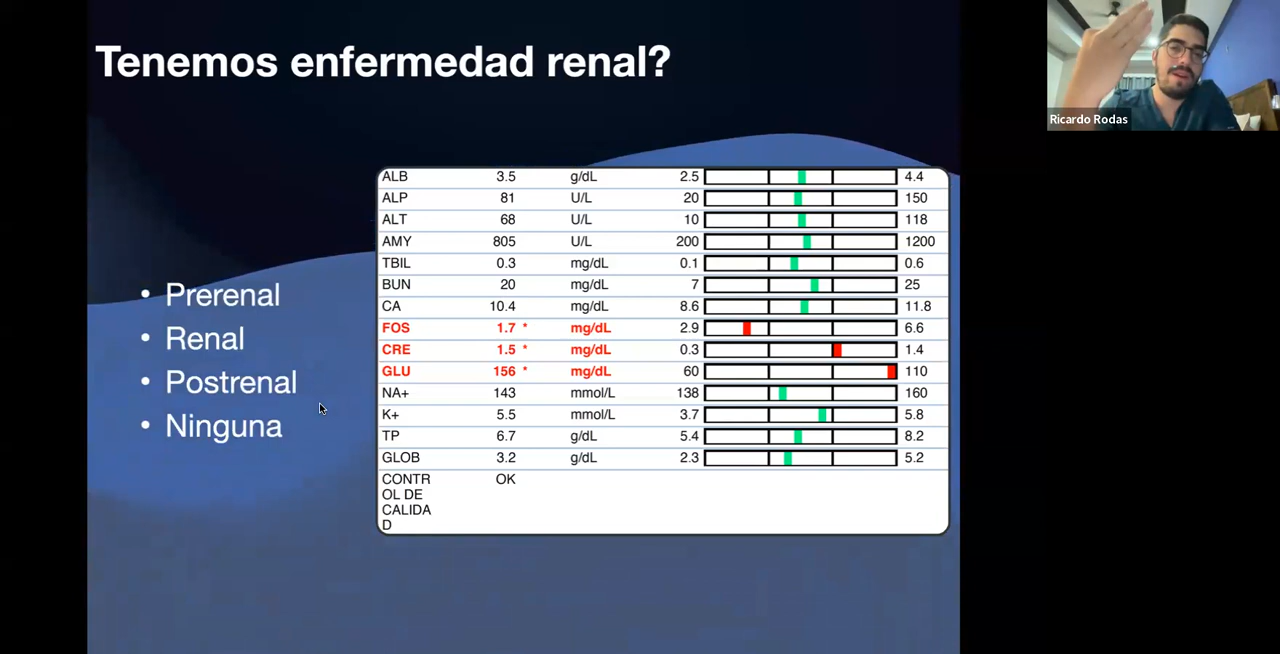 Tenemos enfermedad renal?
Ricardo Rodas
• Prerenal
• Renal
• Postrenal
• Ninguna
ALB 3.5 g/dL 2.5 4.4
ALP 81 U/L 20 150
ALT 68 U/L 10 118
AMY 805 U/L 200 1200
TBIL 0.3 mg/dL 0.1 0.6
BUN 20 mg/dL 7 25
CA 10.4 mg/dL 8.6 11.8
FOS 1.7 * mg/dL 2.9 6.6
CRE 1.5 * mg/dL 0.3 1.4
GLU 156 * mg/dL 60 110
NA+ 143 mmol/L 138 160
K+ 5.5 mmol/L 3.7 5.8
TP 6.7 g/dL 5.4 8.2
GLOB 3.2 g/dL 2.3 5.2
CONTR OK
OL DE
CALIDA
D